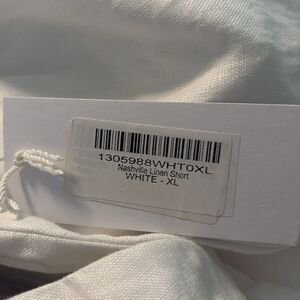 1305988WHT0XL
Nashville Linen Short
WHITE - XL